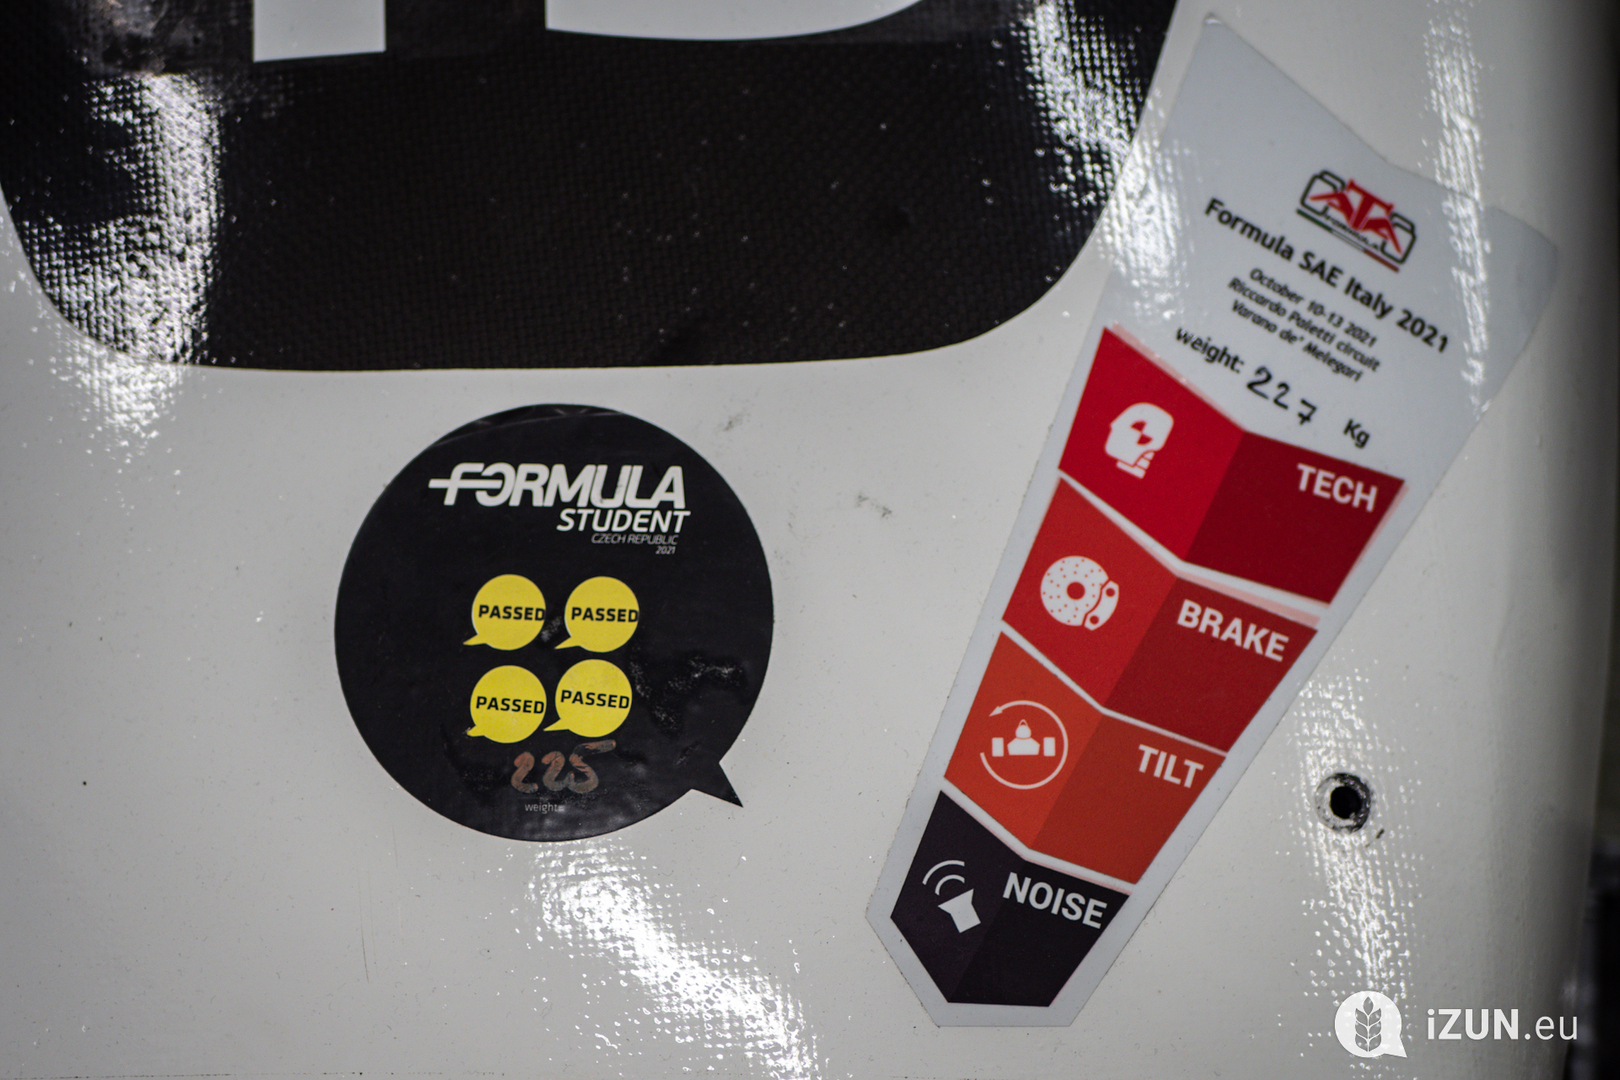 FORMULA
STUDENT
CZECH REPUBLIC
2021
PASSED PASSED
PASSED PASSED
225
weight
ATA
Formula SAE Italy 2021
October 10-13 2021
Riccardo Paletti circuit
Varano de' Melegari
weight: 227 Kg
TECH
BRAKE
TILT
NOISE
iZUN.eu